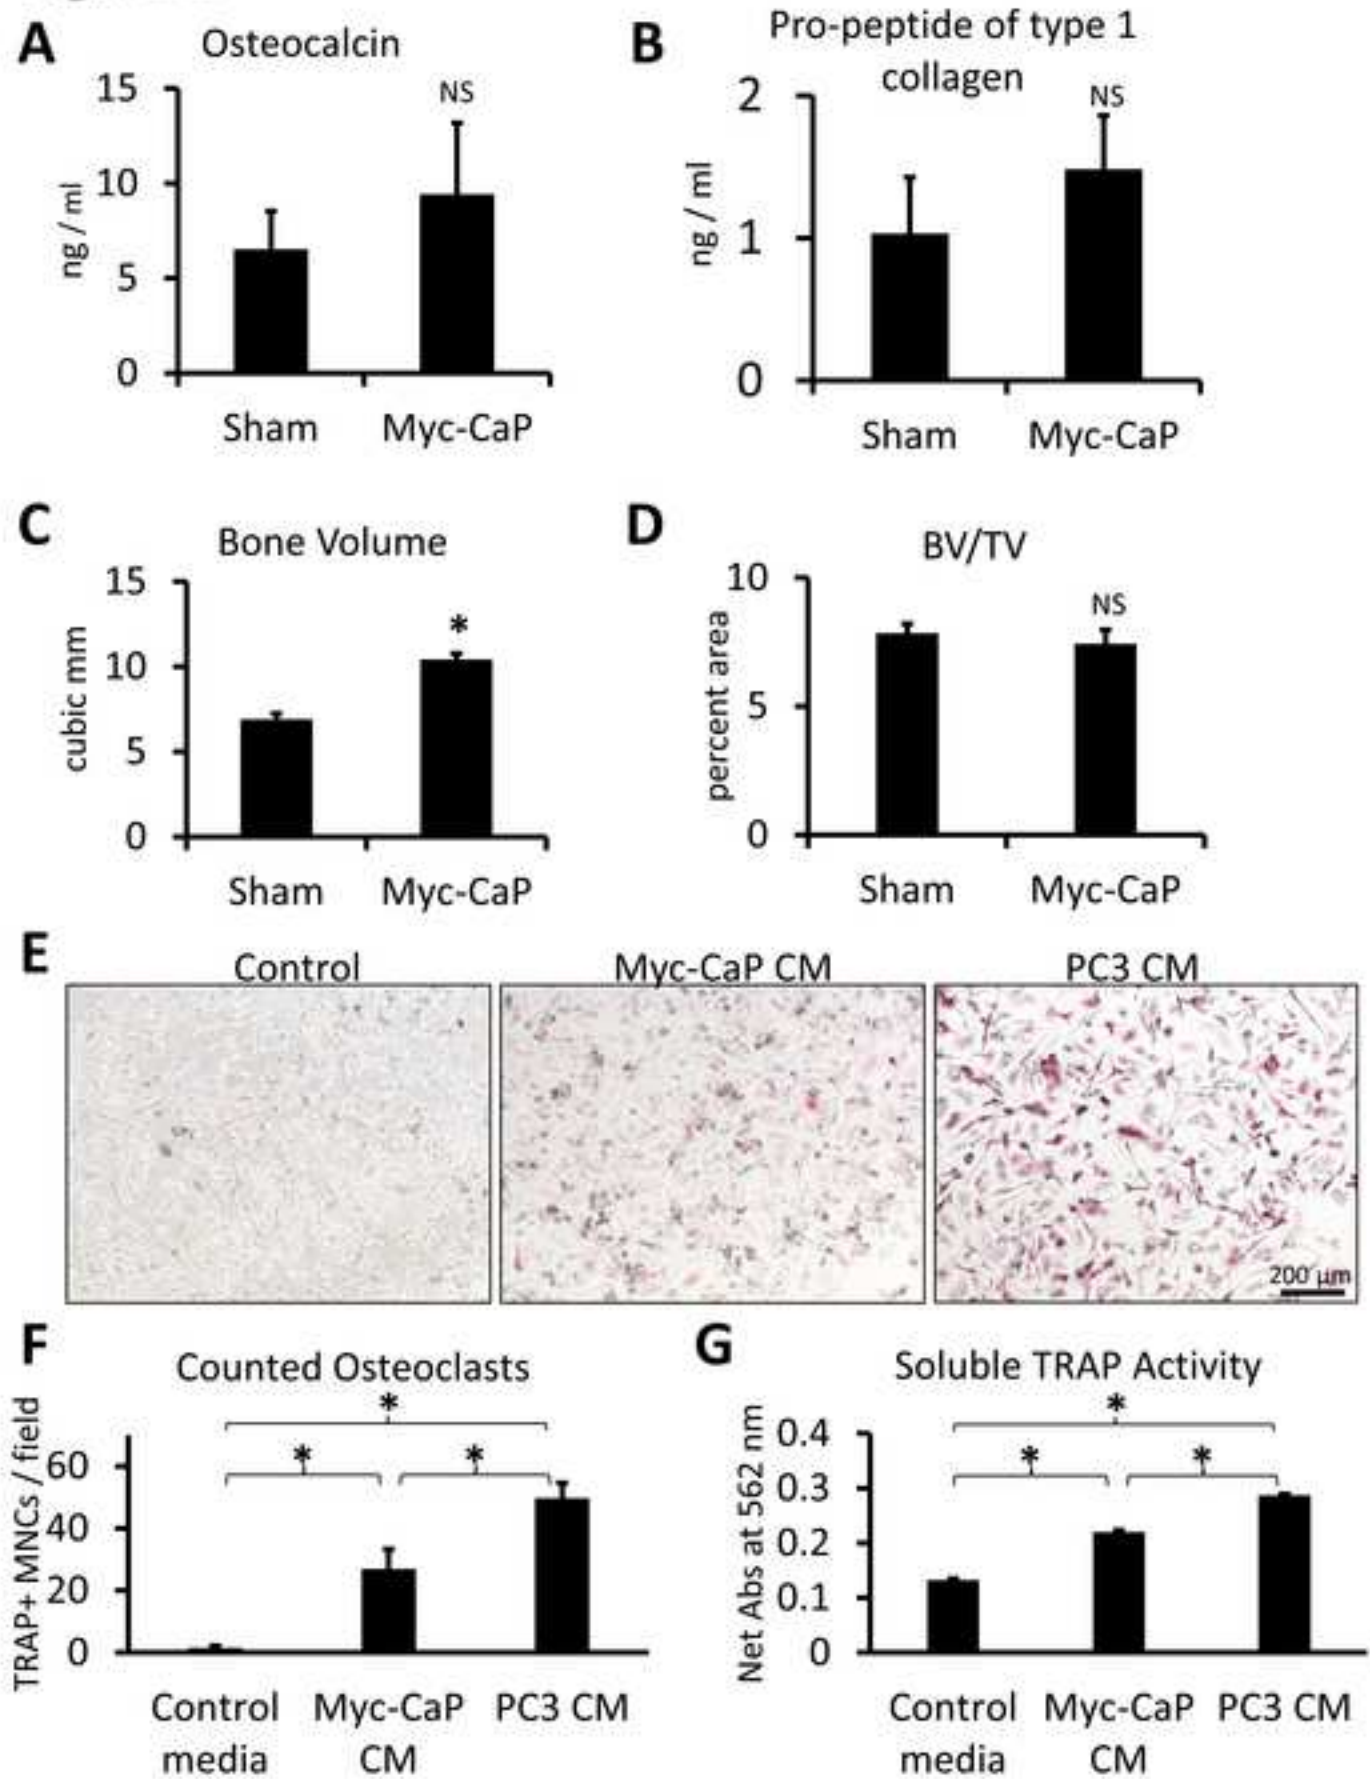 A
Osteocalcin
15
10
5
0
ng / ml
NS
Sham
Myc-CaP
B
Pro-peptide of type 1
collagen
2
1
0
ng / ml
NS
Sham
Myc-CaP
C
Bone Volume
15
10
5
0
cubic mm
*
Sham
Myc-CaP
D
BV/TV
10
5
0
percent area
NS
Sham
Myc-CaP
E
Control
Myc-CaP CM
PC3 CM
200 µm
F
Counted Osteoclasts
*
*
*
60
40
20
0
TRAP+ MNCs / field
Control
media
Myc-CaP
CM
PC3 CM
G
Soluble TRAP Activity
*
*
*
0.4
0.3
0.2
0.1
0
Net Abs at 562 nm
Control
media
Myc-CaP
CM
PC3 CM